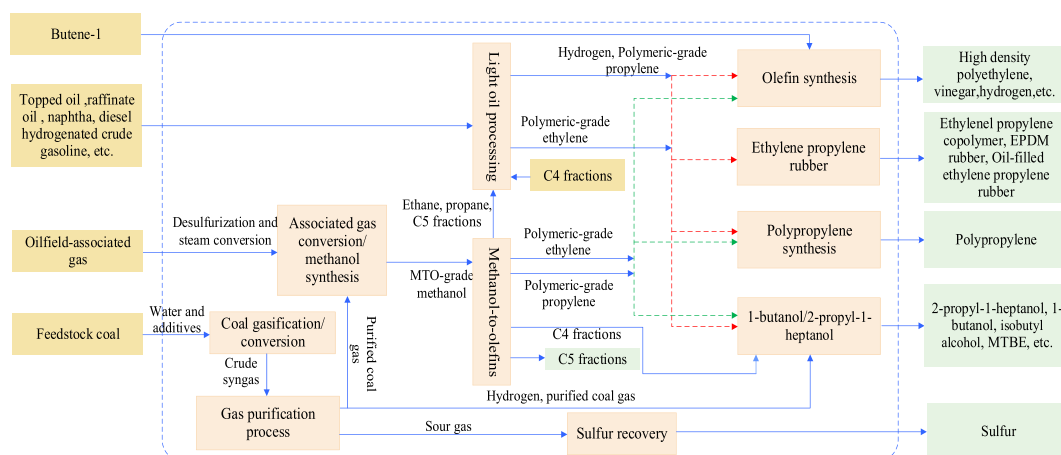 Butene-1
Topped oil ,raffinate
oil , naphtha, diesel
hydrogenated crude
gasoline, etc.
Oilfield-associated
gas
Feedstock coal
Desulfurization and
steam conversion
Water and
additives
Associated gas
conversion/
methanol
synthesis
Coal gasification/
conversion
Crude
syngas
Gas purification
process
Purified coal
gas
MTO-grade
methanol
Ethane, propane,
C5 fractions
Light oil processing
Methanol-to-olefins
Hydrogen, Polymeric-grade
propylene
Polymeric-grade
ethylene
C4 fractions
Polymeric-grade
ethylene
Polymeric-grade
propylene
C4 fractions
C5 fractions
Hydrogen, purified coal gas
Sour gas
Sulfur recovery
Olefin synthesis
Ethylene propylene
rubber
Polypropylene
synthesis
1-butanol/2-propyl-1-
heptanol
High density
polyethylene,
vinegar,hydrogen,etc.
Ethylenel propylene
copolymer, EPDM
rubber, Oil-filled
ethylene propylene
rubber
Polypropylene
2-propyl-1-heptanol, 1-
butanol, isobutyl
alcohol, MTBE, etc.
Sulfur